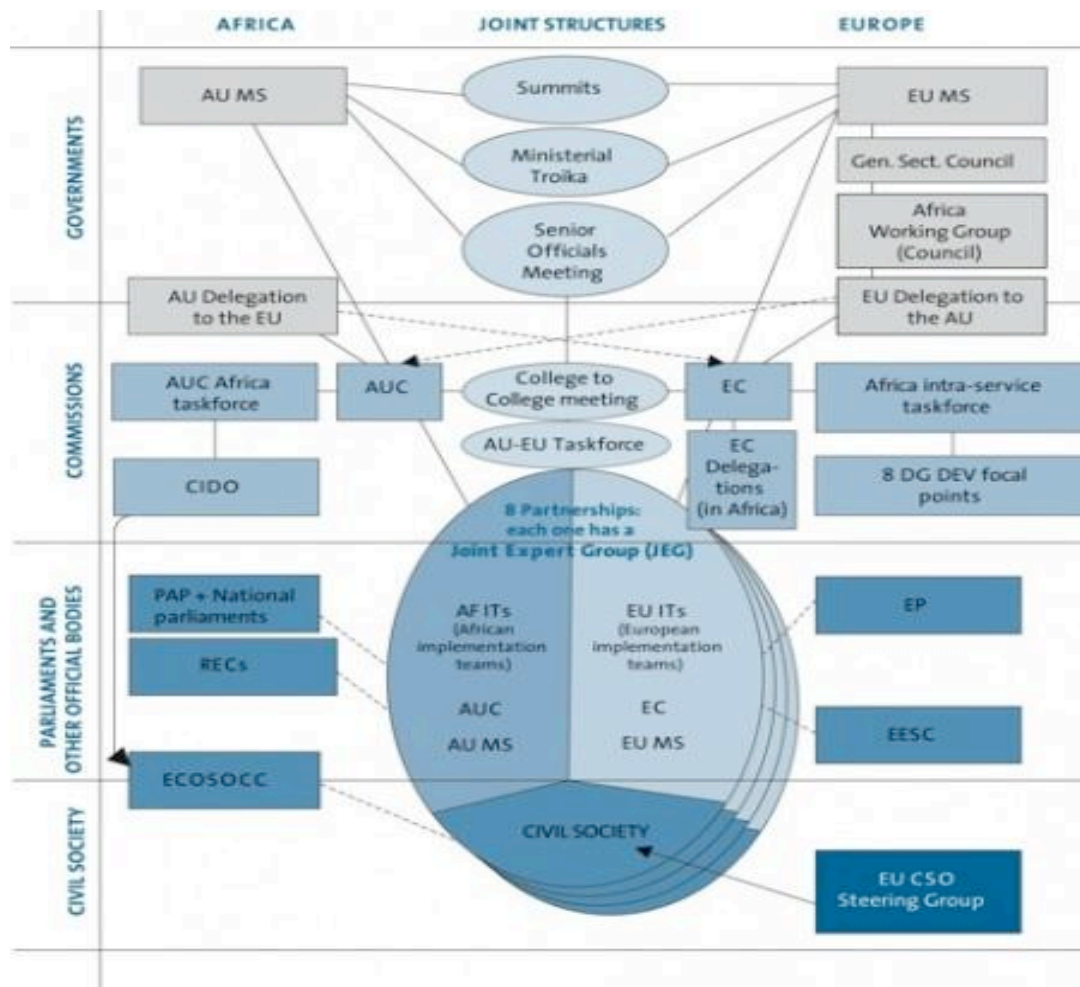 AFRICA
JOINT STRUCTURES
EUROPE
GOVERNMENTS
AU MS
Summits
EU MS
Ministerial
Troika
Gen. Sect. Council
Senior
Officials
Meeting
Africa
Working Group
(Council)
AU Delegation
to the EU
EU Delegation to
the AU
COMMISSIONS
AUC Africa
taskforce
AUC
College to
College meeting
EC
Africa intra-service
taskforce
AU-EU Taskforce
EC
Delega-
tions
(in Africa)
CIDO
8 DG DEV focal
points
8 Partnerships:
each one has a
Joint Expert Group (JEG)
PARLIAMENTS AND
OTHER OFFICIAL BODIES
PAP + National
parliaments
RECs
AF ITs
(African
implementation
teams)
AUC
AU MS
EU ITs
(European
implementation
teams)
EC
EU MS
EP
EESC
ECOSOCC
CIVIL SOCIETY
CIVIL SOCIETY
EU CSO
Steering Group